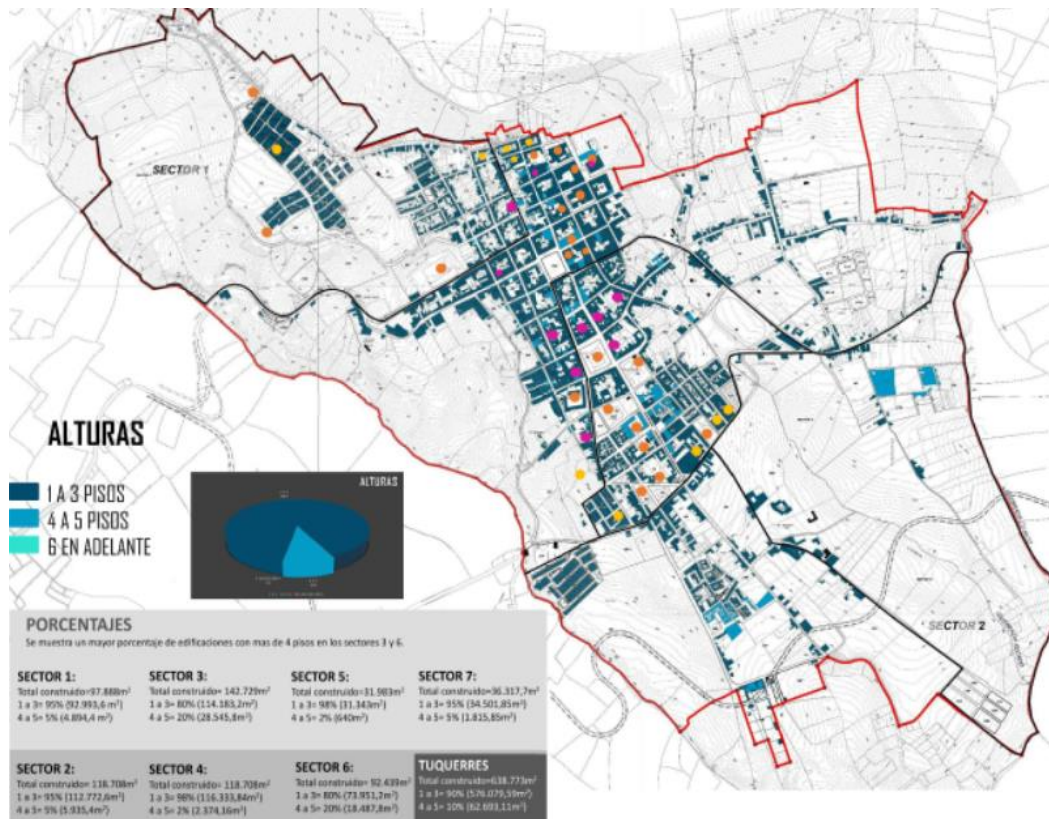 SECTOR 1
SECTOR 2
ALTURAS
1 A 3 PISOS
4 A 5 PISOS
6 EN ADELANTE
ALTURAS
PORCENTAJES
Se muestra un mayor porcentaje de edificaciones con mas de 4 pisos en los sectores 3 y 6.
SECTOR 1:
Total construido=97.888m²
1 a 3= 95% (92.993,6 m²)
4 a 5= 5% (4.894,4 m²)
SECTOR 3:
Total construido= 142.729m²
1 a 3= 80% (114.183,2m²)
4 a 5= 20% (28.545,8m²)
SECTOR 5:
Total construido=31.983m²
1 a 3= 98% (31.343m²)
4 a 5= 2% (640m²)
SECTOR 7:
Total construido=36.317,7m²
1 a 3= 95% (34.501,85m²)
4 a 5= 5% (1.815,85m²)
SECTOR 2:
Total construido= 118.708m²
1 a 3= 95% (112.772,6m²)
4 a 5= 5% (5.935,4m²)
SECTOR 4:
Total construido= 118.708m²
1 a 3= 98% (116.333,84m²)
4 a 5= 2% (2.374,16m²)
SECTOR 6:
Total construido= 92.439m²
1 a 3= 80% (73.951,2m²)
4 a 5= 20% (18.487,8m²)
TUQUERRES
Total construido=638.773m²
1 a 3= 90% (576.079,59m²)
4 a 5= 10% (62.693,11m²)